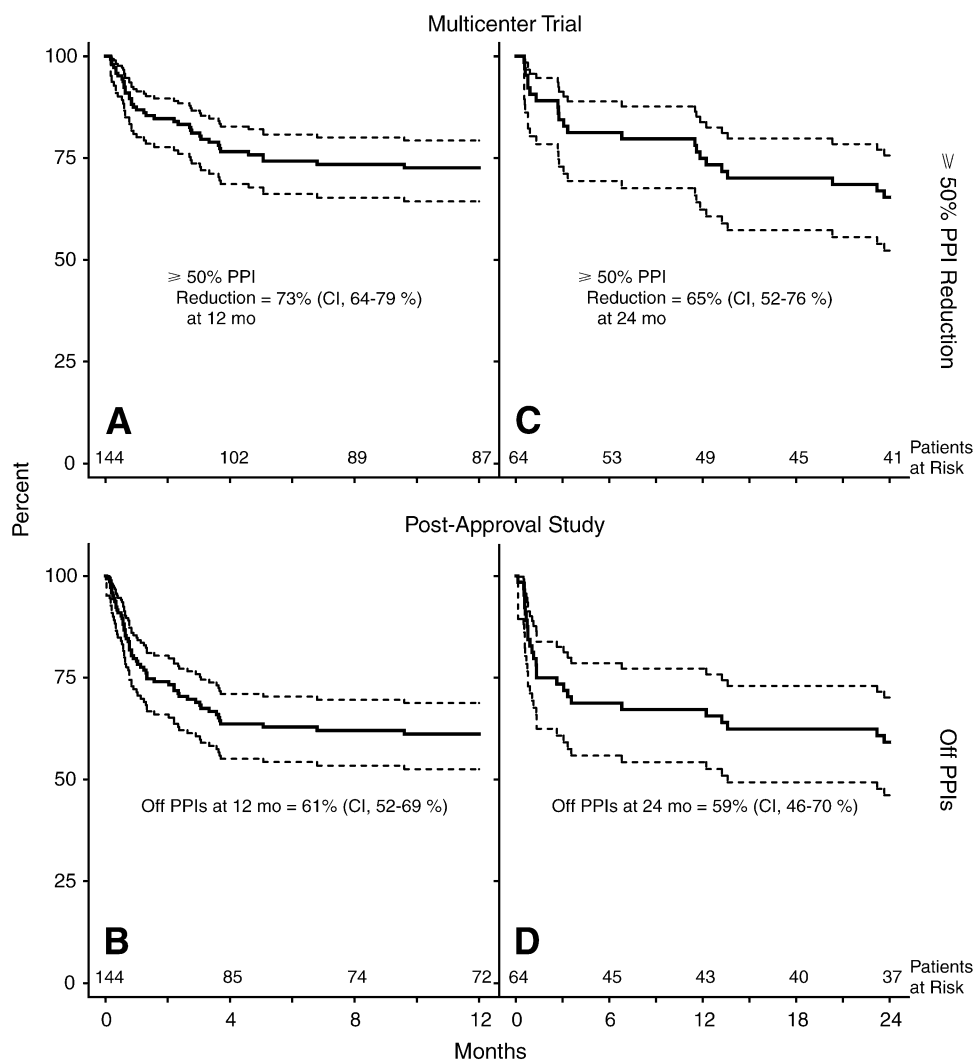 Multicenter Trial
100
75
50
25
0
Percent
⩾ 50% PPI
Reduction = 73% (CI, 64-79 %)
at 12 mo
A
144 102 89 87
⩾ 50% PPI
Reduction = 65% (CI, 52-76 %)
at 24 mo
C
64 53 49 45 41
Patients
at Risk
⩾ 50% PPI Reduction
Post-Approval Study
100
75
50
25
0
Off PPIs at 12 mo = 61% (CI, 52-69 %)
B
144 85 74 72
Off PPIs at 24 mo = 59% (CI, 46-70 %)
D
64 45 43 40 37
Patients
at Risk
Off PPIs
0 4 8 12
0 6 12 18 24
Months